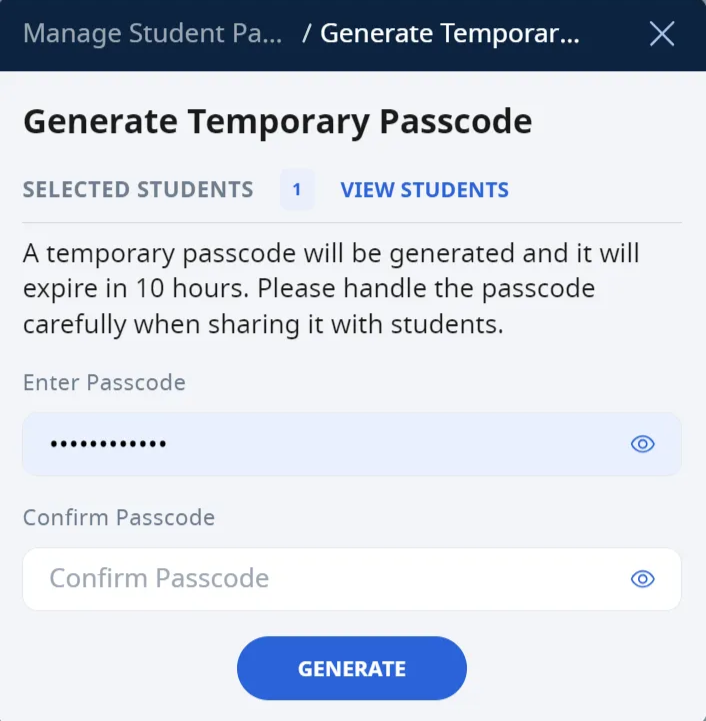 Manage Student Pa... / Generate Temporar...
Generate Temporary Passcode
SELECTED STUDENTS 1 VIEW STUDENTS
A temporary passcode will be generated and it will
expire in 10 hours. Please handle the passcode
carefully when sharing it with students.
Enter Passcode
••••••••••••
Confirm Passcode
Confirm Passcode
GENERATE